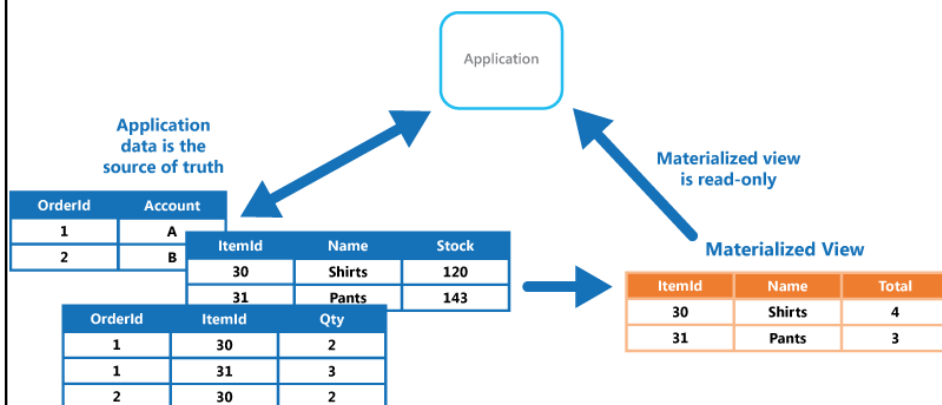 Application
Application
data is the
source of truth
Materialized view
is read-only
OrderId Account
1 A
2 B
ItemId Name Stock
30 Shirts 120
31 Pants 143
OrderId ItemId Qty
1 30 2
1 31 3
2 30 2
Materialized View
ItemId Name Total
30 Shirts 4
31 Pants 3